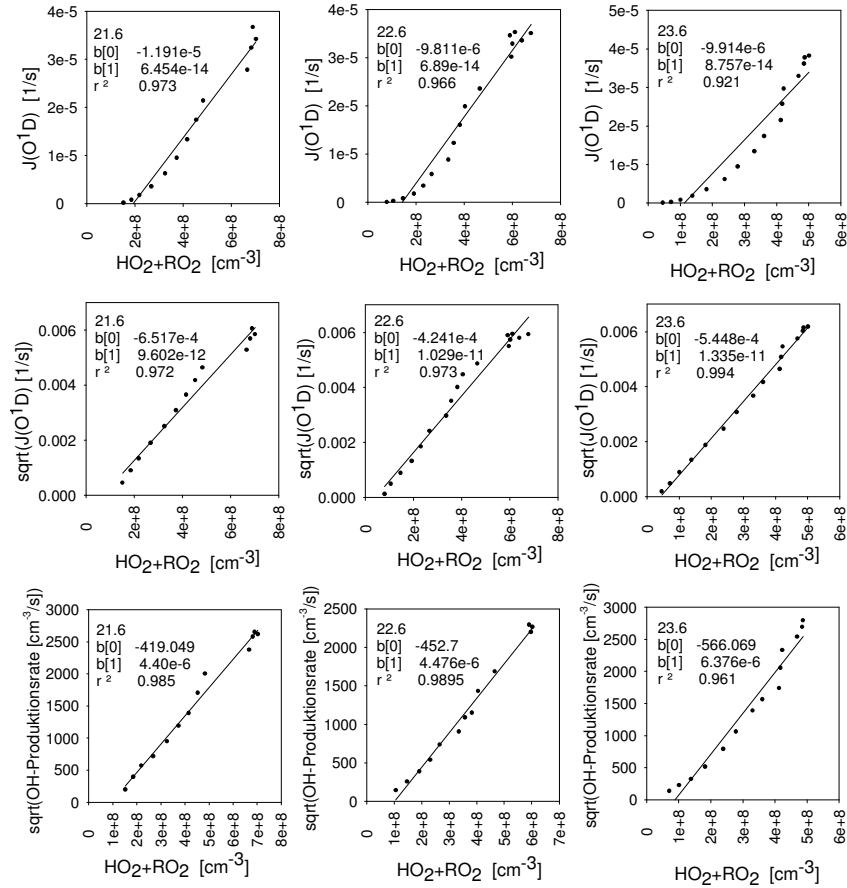 4e-5
3e-5
2e-5
1e-5
0
J(O¹D) [1/s]
21.6
b[0] -1.191e-5
b[1] 6.454e-14
r ² 0.973
0
2e+8
4e+8
6e+8
8e+8
HO₂+RO₂ [cm⁻³]
4e-5
3e-5
2e-5
1e-5
0
J(O¹D) [1/s]
22.6
b[0] -9.811e-6
b[1] 6.89e-14
r ² 0.966
0
2e+8
4e+8
6e+8
8e+8
HO₂+RO₂ [cm⁻³]
5e-5
4e-5
3e-5
2e-5
1e-5
0
J(O¹D) [1/s]
23.6
b[0] -9.914e-6
b[1] 8.757e-14
r ² 0.921
0
1e+8
2e+8
3e+8
4e+8
5e+8
6e+8
HO₂+RO₂ [cm⁻³]
0.006
0.004
0.002
0.000
sqrt(J(O¹D) [1/s])
21.6
b[0] -6.517e-4
b[1] 9.602e-12
r ² 0.972
0
2e+8
4e+8
6e+8
8e+8
HO₂+RO₂ [cm⁻³]
0.006
0.004
0.002
0.000
sqrt(J(O¹D) [1/s])
22.6
b[0] -4.241e-4
b[1] 1.029e-11
r ² 0.973
0
2e+8
4e+8
6e+8
8e+8
HO₂+RO₂ [cm⁻³]
0.006
0.004
0.002
0.000
sqrt(J(O¹D) [1/s])
23.6
b[0] -5.448e-4
b[1] 1.335e-11
r ² 0.994
0
1e+8
2e+8
3e+8
4e+8
5e+8
6e+8
HO₂+RO₂ [cm⁻³]
3000
2500
2000
1500
1000
500
0
sqrt(OH-Produktionsrate [cm⁻³/s])
21.6
b[0] -419.049
b[1] 4.40e-6
r ² 0.985
0
1e+8
2e+8
3e+8
4e+8
5e+8
6e+8
7e+8
8e+8
HO₂+RO₂ [cm⁻³]
2500
2000
1500
1000
500
0
sqrt(OH-Produktionsrate [cm⁻³/s])
22.6
b[0] -452.7
b[1] 4.476e-6
r ² 0.9895
0
1e+8
2e+8
3e+8
4e+8
5e+8
6e+8
7e+8
HO₂+RO₂ [cm⁻³]
3000
2500
2000
1500
1000
500
0
sqrt(OH-Produktionsrate [cm⁻³/s])
23.6
b[0] -566.069
b[1] 6.376e-6
r ² 0.961
0
1e+8
2e+8
3e+8
4e+8
5e+8
6e+8
HO₂+RO₂ [cm⁻³]